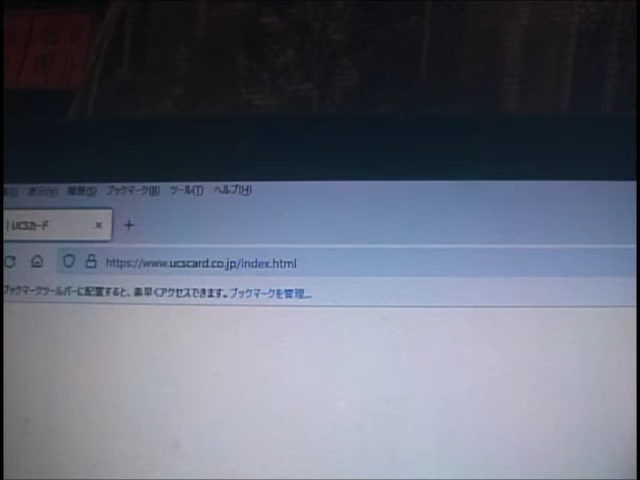 表示(V) 履歴(S) ブックマーク(B) ツール(T) ヘルプ(H)
| UCSカード × +
https://www.ucscard.co.jp/index.html
ブックマークツールバーに配置すると、素早くアクセスできます。ブックマークを管理...